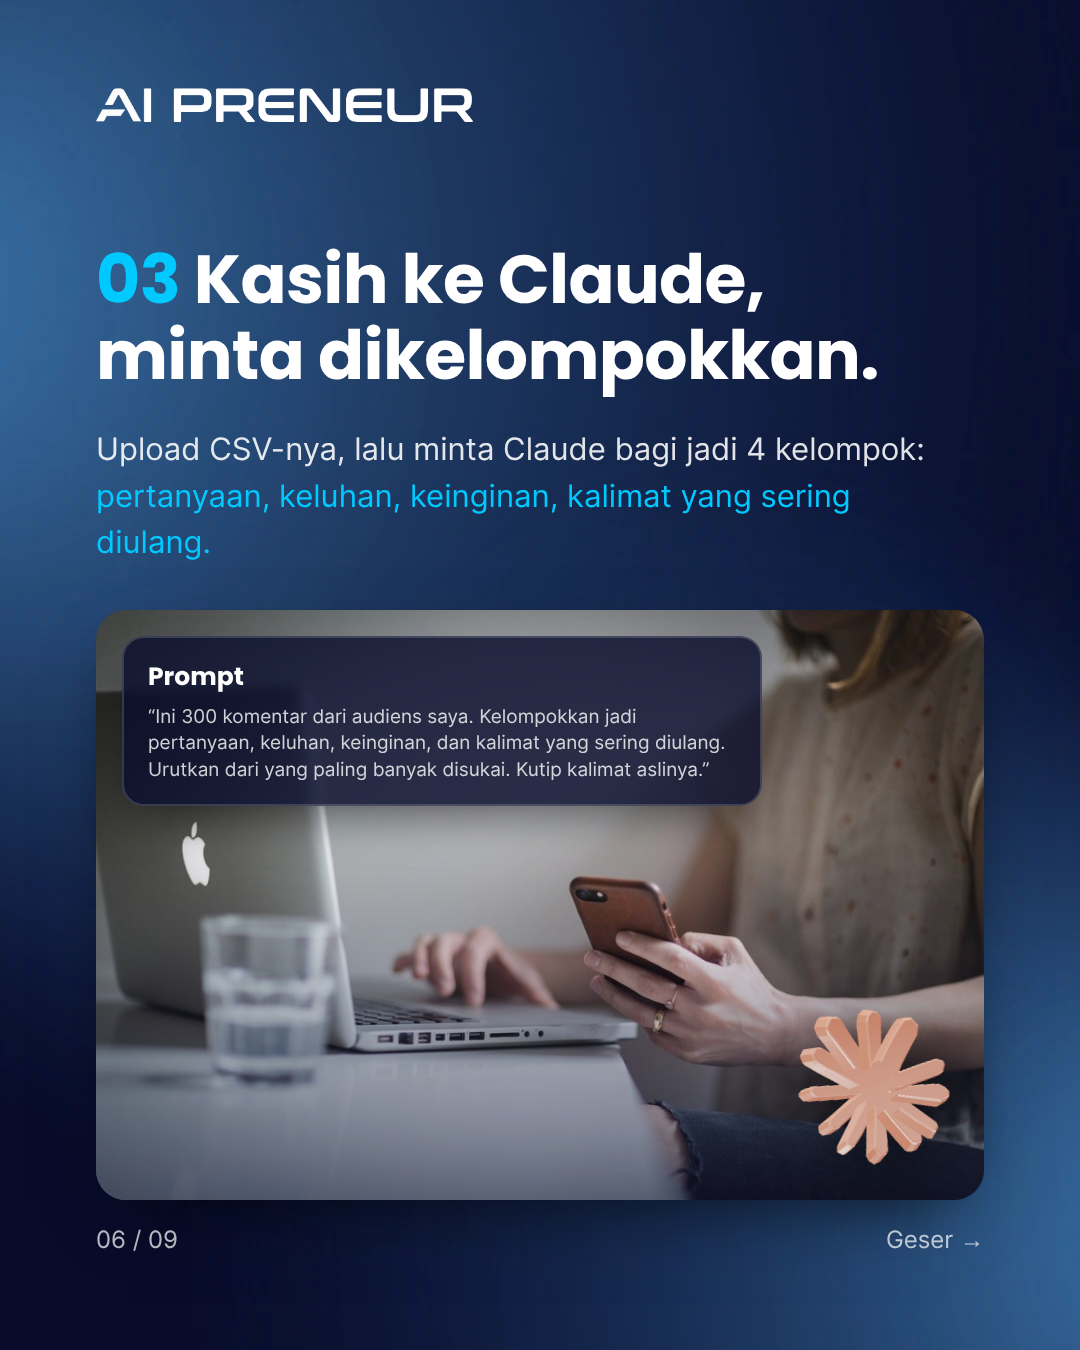 AI PRENEUR
03 Kasih ke Claude,
minta dikelompokkan.
Upload CSV-nya, lalu minta Claude bagi jadi 4 kelompok:
pertanyaan, keluhan, keinginan, kalimat yang sering
diulang.
Prompt
“Ini 300 komentar dari audiens saya. Kelompokkan jadi
pertanyaan, keluhan, keinginan, dan kalimat yang sering diulang.
Urutkan dari yang paling banyak disukai. Kutip kalimat aslinya.”
06 / 09
Geser →